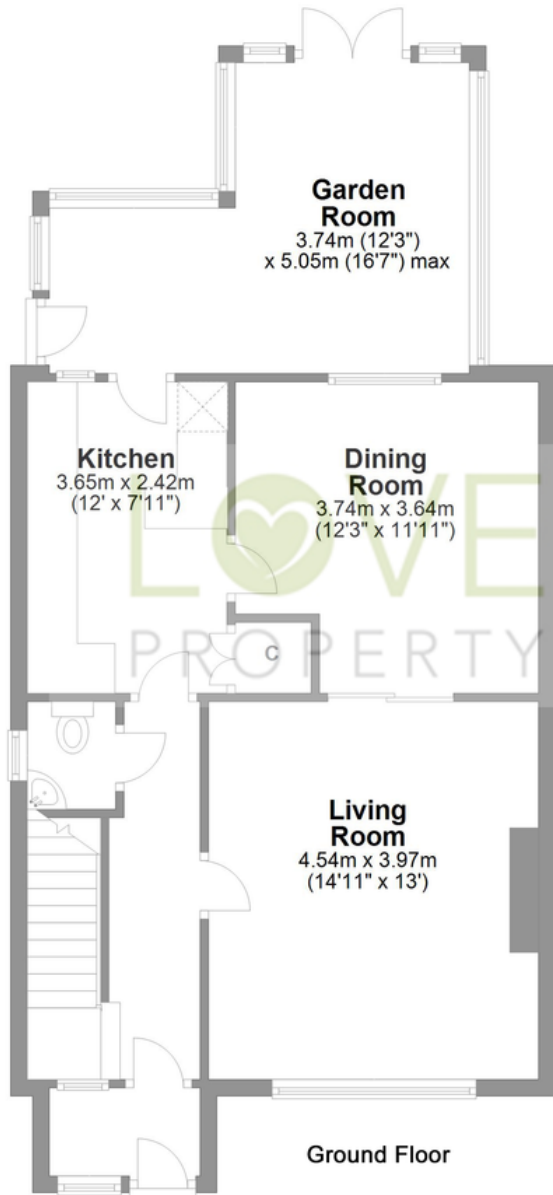 Garden
Room
3.74m (12'3")
x 5.05m (16'7") max
Kitchen
3.65m x 2.42m
(12' x 7'11")
Dining
Room
3.74m x 3.64m
(12'3" x 11'11")
LOVE
PROPERTY
C
Living
Room
4.54m x 3.97m
(14'11" x 13')
Ground Floor